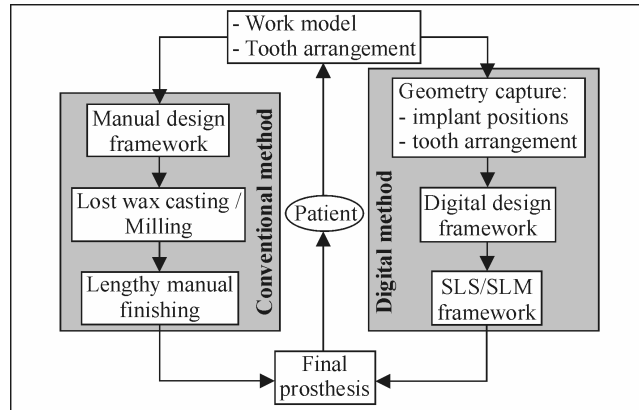 - Work model
- Tooth arrangement
Conventional method
Manual design
framework
Lost wax casting /
Milling
Lengthy manual
finishing
Patient
Digital method
Geometry capture:
- implant positions
- tooth arrangement
Digital design
framework
SLS/SLM
framework
Final
prosthesis